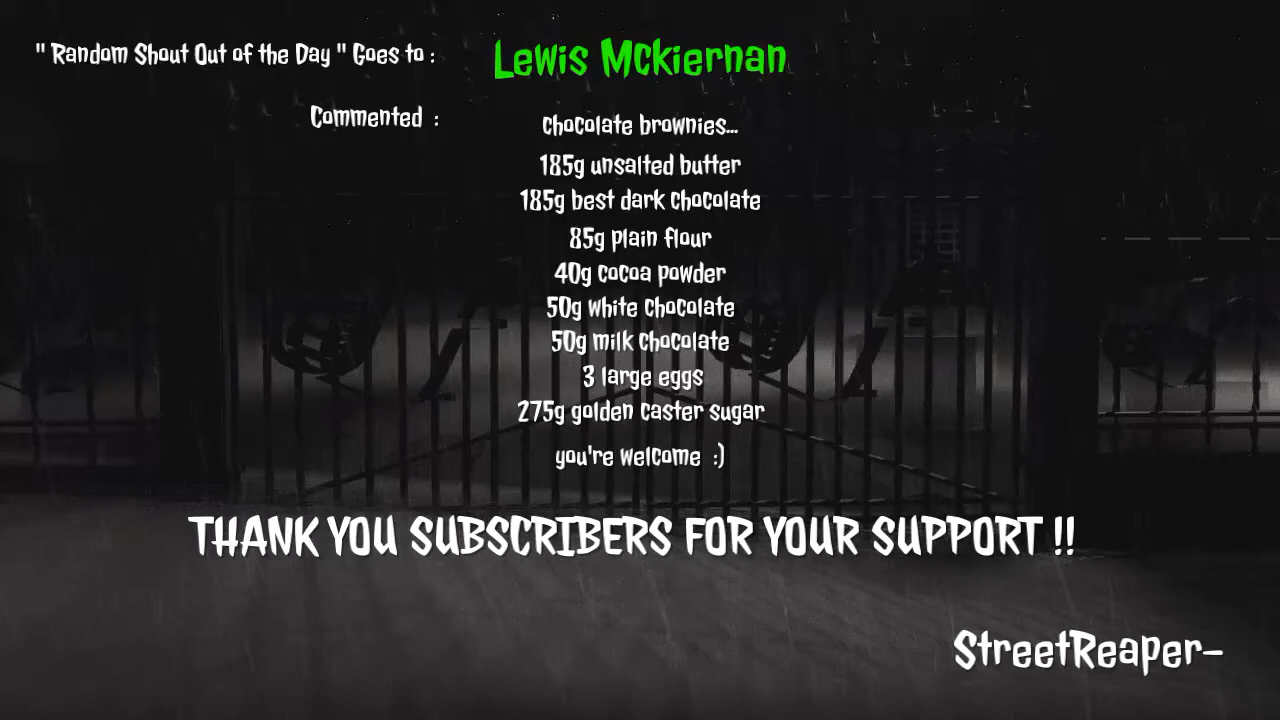 " Random Shout Out of the Day " Goes to : Lewis Mckiernan
Commented : chocolate brownies...
185g unsalted butter
185g best dark chocolate
85g plain flour
40g cocoa powder
50g white chocolate
50g milk chocolate
3 large eggs
275g golden caster sugar
you're welcome :)
THANK YOU SUBSCRIBERS FOR YOUR SUPPORT !!
StreetReaper-